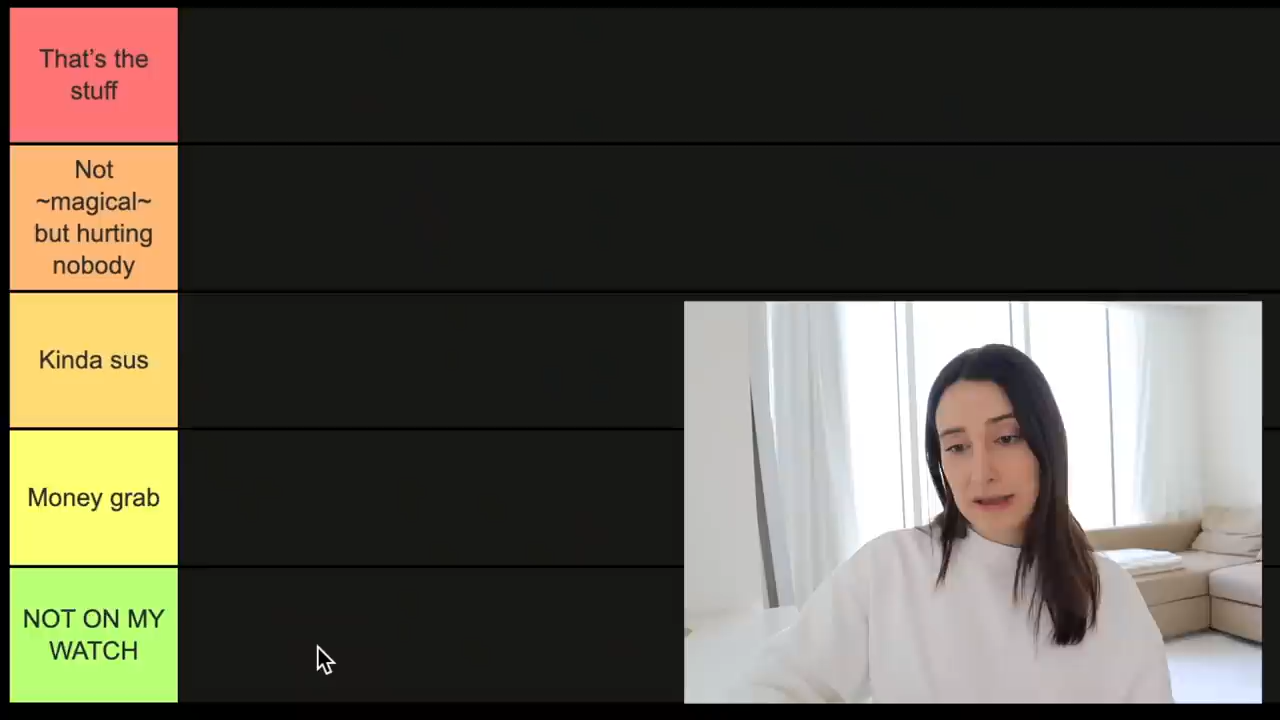 That’s the
stuff
Not
~magical~
but hurting
nobody
Kinda sus
Money grab
NOT ON MY
WATCH